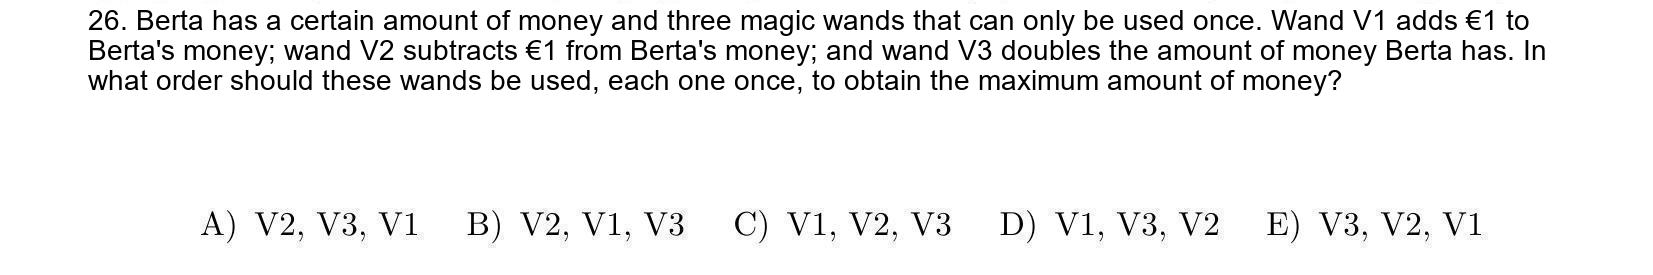 26. Berta has a certain amount of money and three magic wands that can only be used once. Wand V1 adds €1 to
Berta's money; wand V2 subtracts €1 from Berta's money; and wand V3 doubles the amount of money Berta has. In
what order should these wands be used, each one once, to obtain the maximum amount of money?
A) V2, V3, V1 B) V2, V1, V3 C) V1, V2, V3 D) V1, V3, V2 E) V3, V2, V1